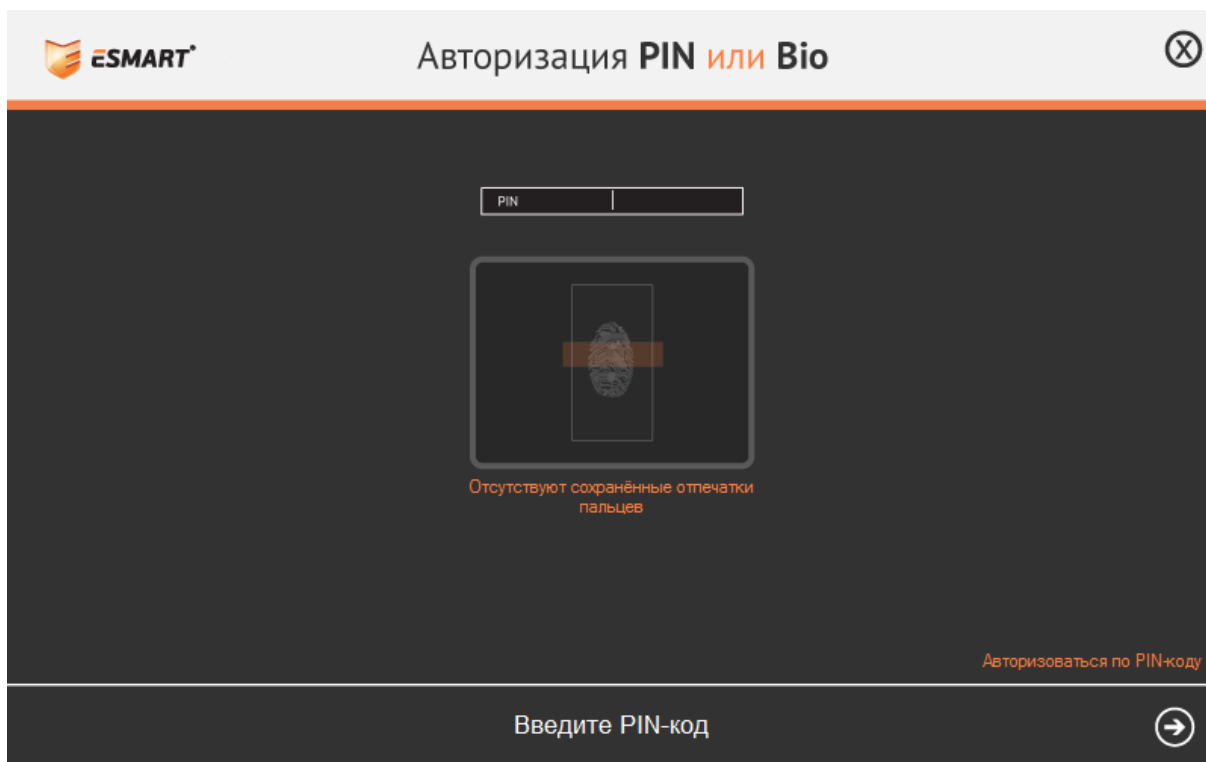 ESMART
Авторизация PIN или Bio
PIN
Отсутствуют сохранённые отпечатки
пальцев
Авторизоваться по PIN-коду
Введите PIN-код